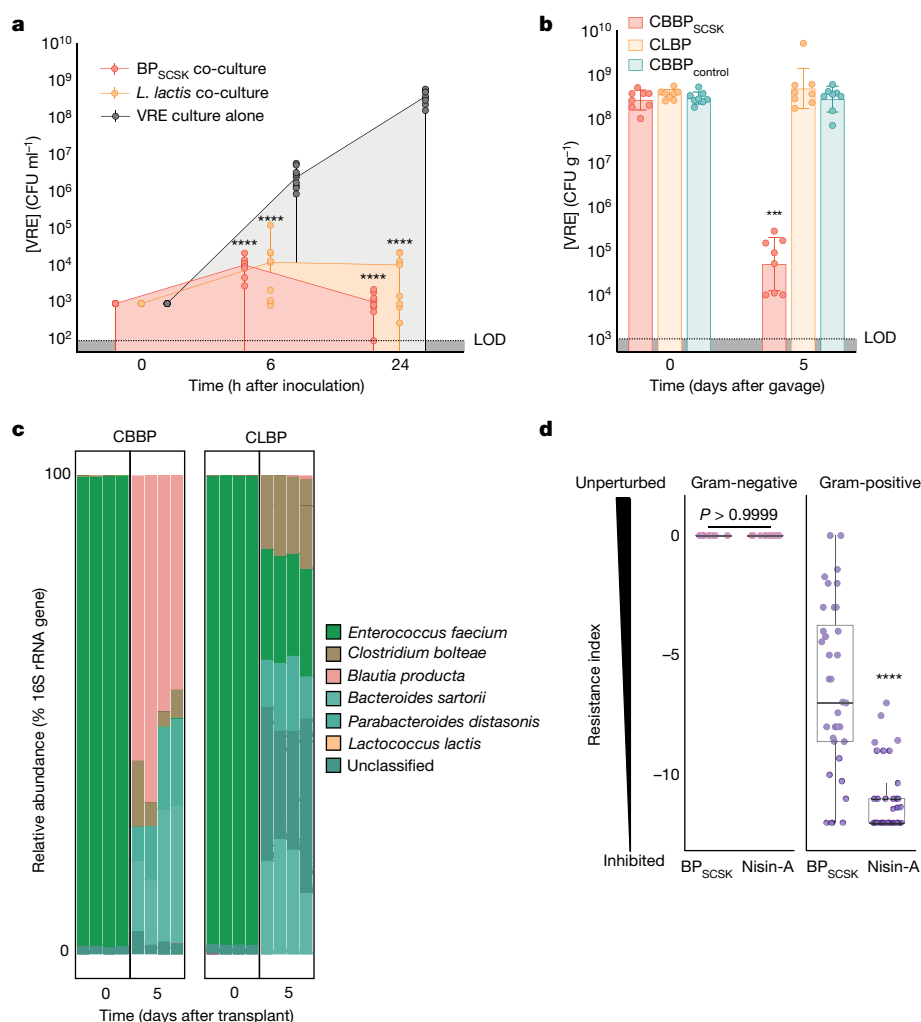 a
10^10
10^9
10^8
10^7
10^6
10^5
10^4
10^3
10^2
[VRE] (CFU ml^−1)
BP_SCSK co-culture
L. lactis co-culture
VRE culture alone
****
****
****
****
LOD
0
6
24
Time (h after inoculation)
b
CBBP_SCSK
CLBP
CBBP_control
10^10
10^9
10^8
10^7
10^6
10^5
10^4
10^3
[VRE] (CFU g^−1)
***
LOD
0
5
Time (days after gavage)
c
CBBP
CLBP
100
0
Relative abundance (% 16S rRNA gene)
Enterococcus faecium
Clostridium bolteae
Blautia producta
Bacteroides sartorii
Parabacteroides distasonis
Lactococcus lactis
Unclassified
0
5
0
5
Time (days after transplant)
d
Unperturbed
Gram-negative
Gram-positive
P > 0.9999
0
−5
−10
Resistance index
****
Inhibited
BP_SCSK
Nisin-A
BP_SCSK
Nisin-A